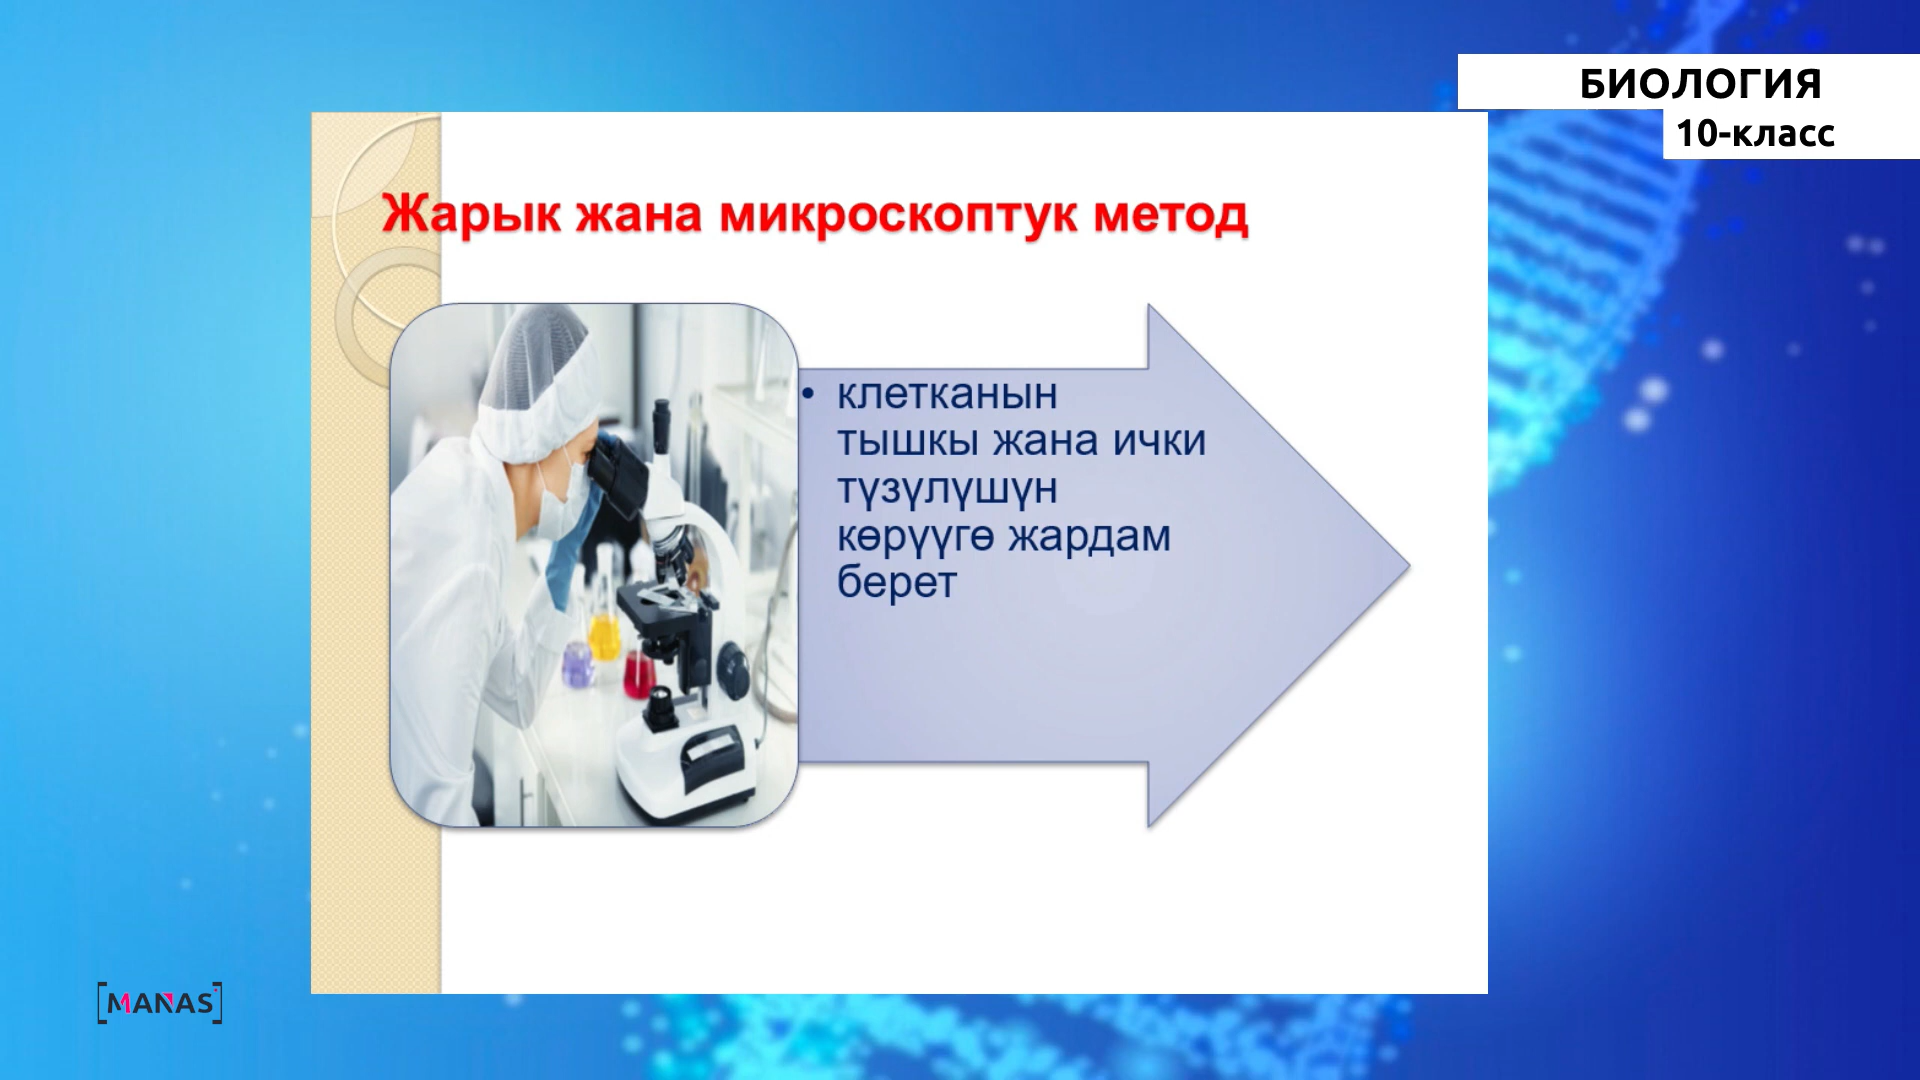 БИОЛОГИЯ
10-класс
Жарык жана микроскоптук метод
• клетканын
тышкы жана ички
түзүлүшүн
көрүүгө жардам
берет
[MANAS]